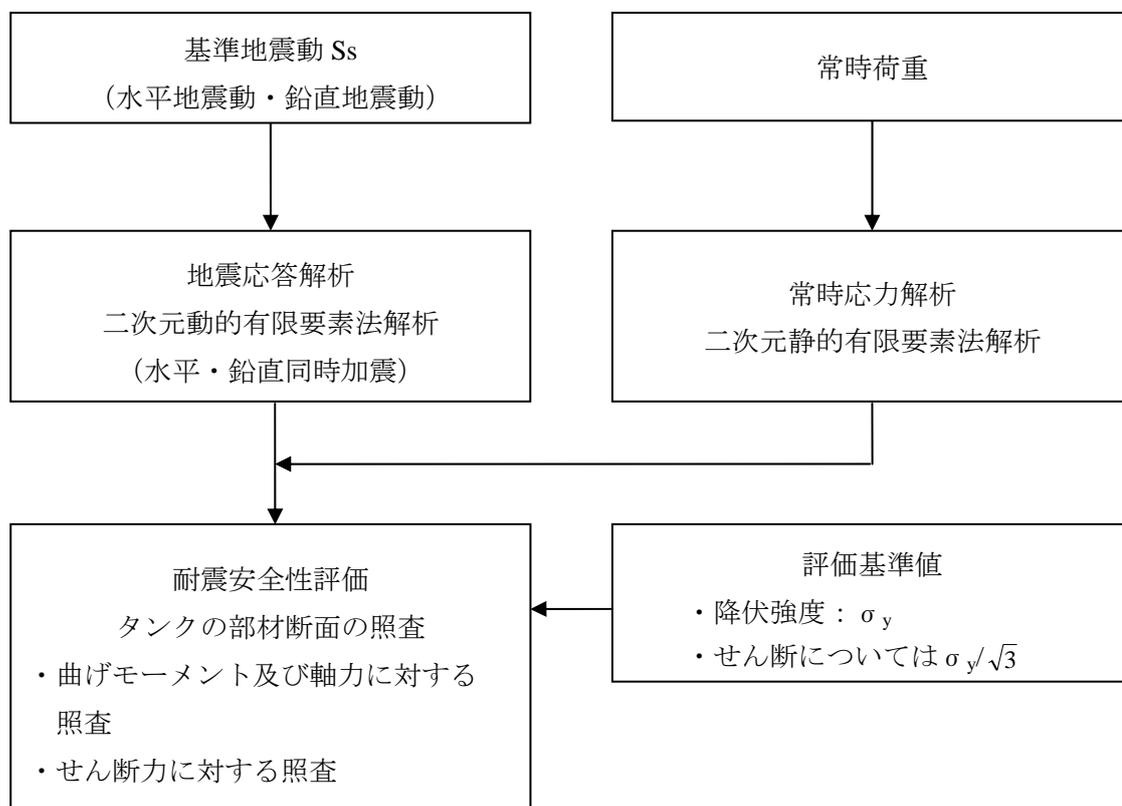 基準地震動 Ss
（水平地震動・鉛直地震動）
常時荷重
地震応答解析
二次元動的有限要素法解析
（水平・鉛直同時加震）
常時応力解析
二次元静的有限要素法解析
耐震安全性評価
タンクの部材断面の照査
・曲げモーメント及び軸力に対する
照査
・せん断力に対する照査
評価基準値
・降伏強度：σy
・せん断については σy/√3